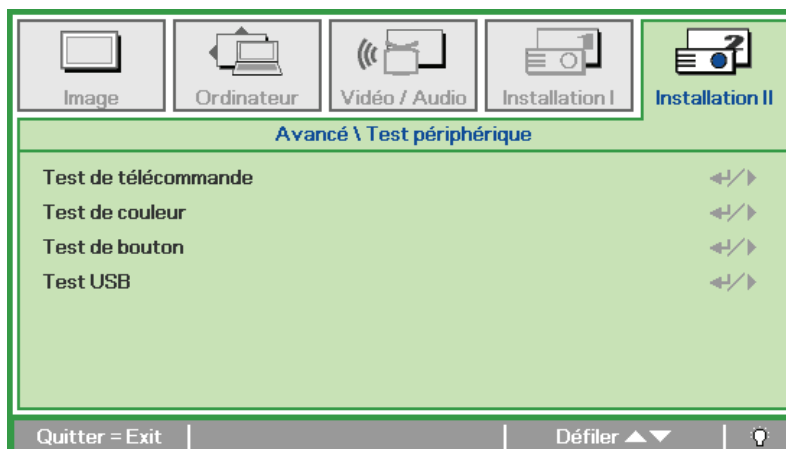 Image
Ordinateur
Vidéo / Audio
Installation I
Installation II
Avancé \ Test périphérique
Test de télécommande
Test de couleur
Test de bouton
Test USB
Quitter = Exit
Défiler ▲▼